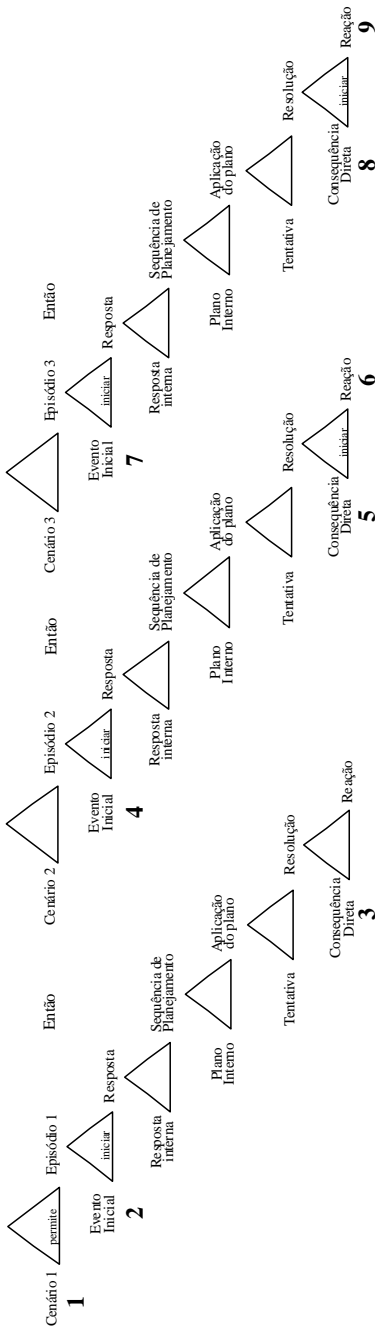 Cenário 1
permite
Episódio 1
Então
1
Evento
Inicial
iniciar
Resposta
2
Resposta
interna
Sequência de
Planejamento
Plano
Interno
Aplicação
do plano
Tentativa
Resolução
Consequência
Direta
Reação
3
Cenário 2
Episódio 2
Então
Evento
Inicial
iniciar
Resposta
4
Resposta
interna
Sequência de
Planejamento
Plano
Interno
Aplicação
do plano
Tentativa
Resolução
Consequência
Direta
iniciar
Reação
5
6
Cenário 3
Episódio 3
Então
Evento
Inicial
iniciar
Resposta
7
Resposta
interna
Sequência de
Planejamento
Plano
Interno
Aplicação
do plano
Tentativa
Resolução
Consequência
Direta
iniciar
Reação
8
9